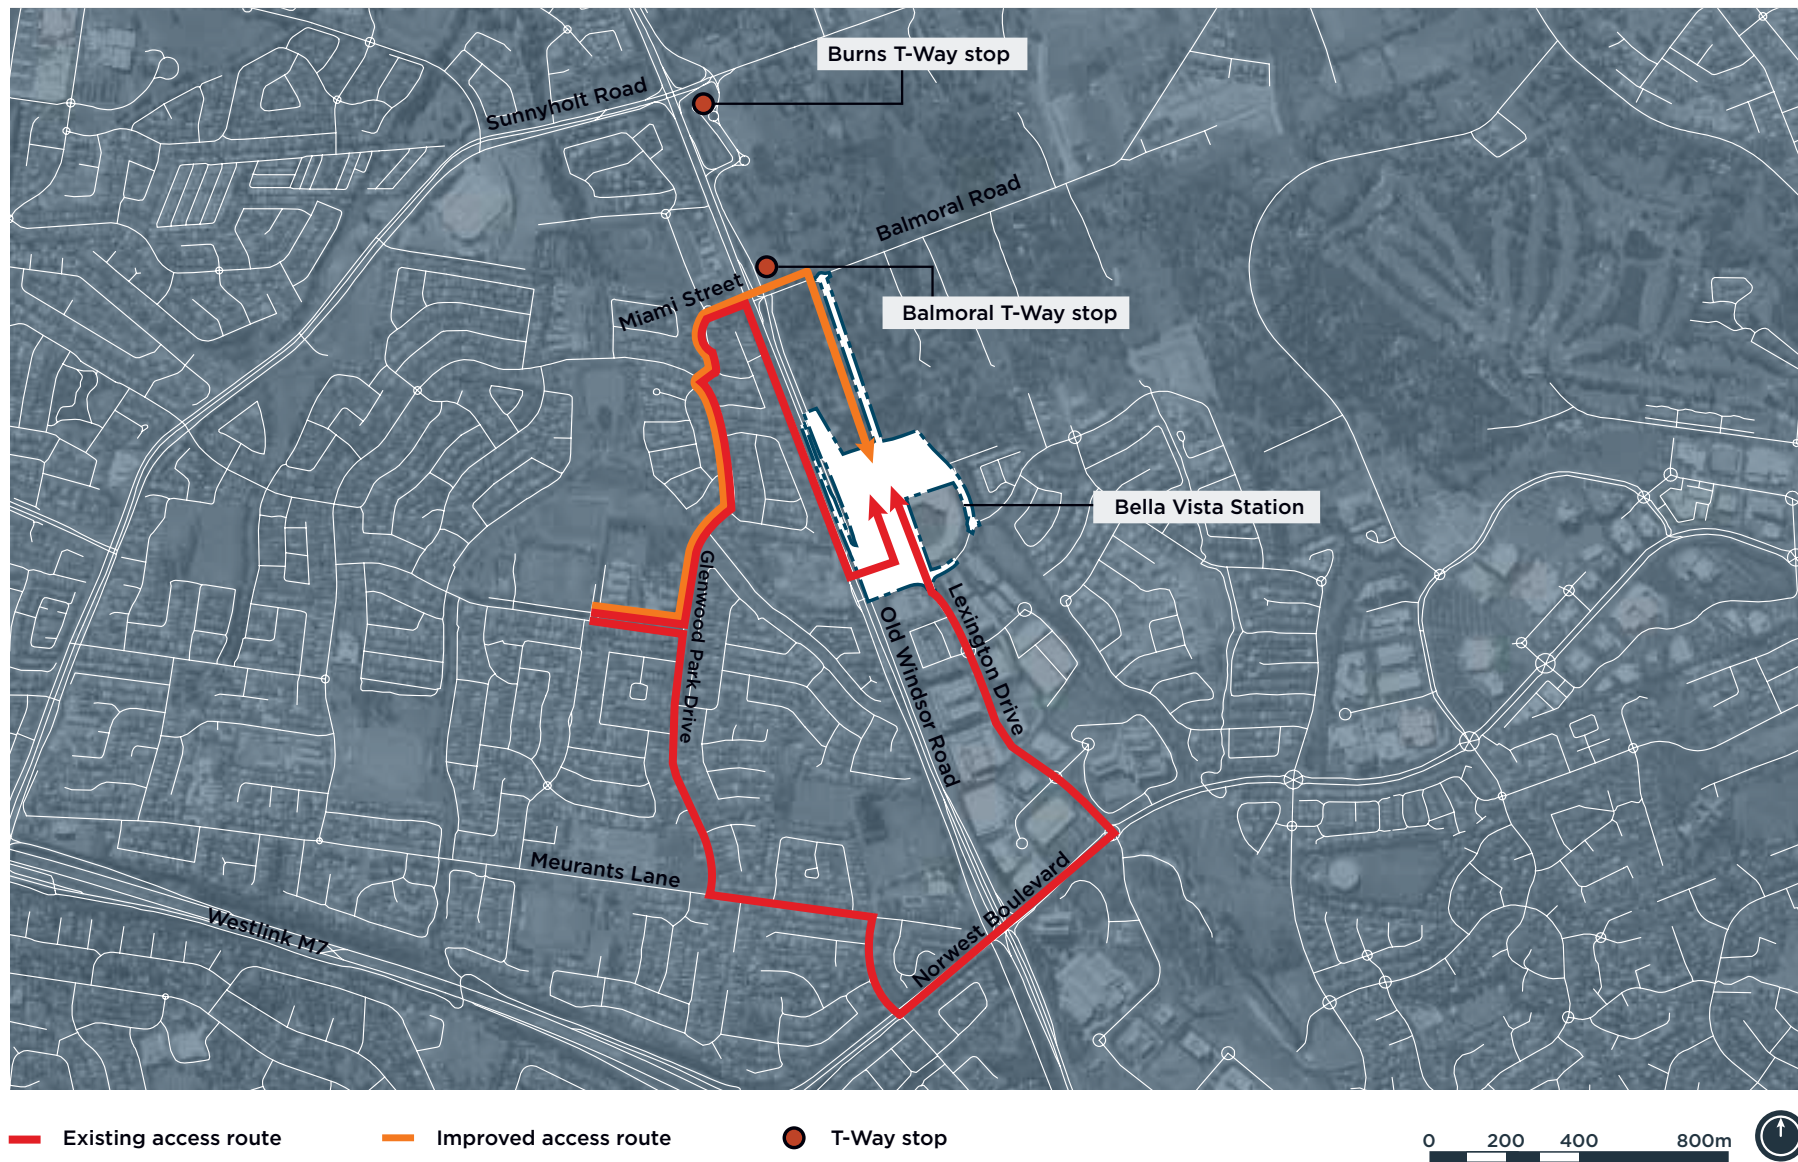 Burns T-Way stop
Sunnyholt Road
Balmoral Road
Miami Street
Balmoral T-Way stop
Bella Vista Station
Glenwood Park Drive
Lexington Drive
Old Windsor Road
Meurants Lane
Norwest Boulevard
Westlink M7
Existing access route
Improved access route
T-Way stop
0 200 400 800m